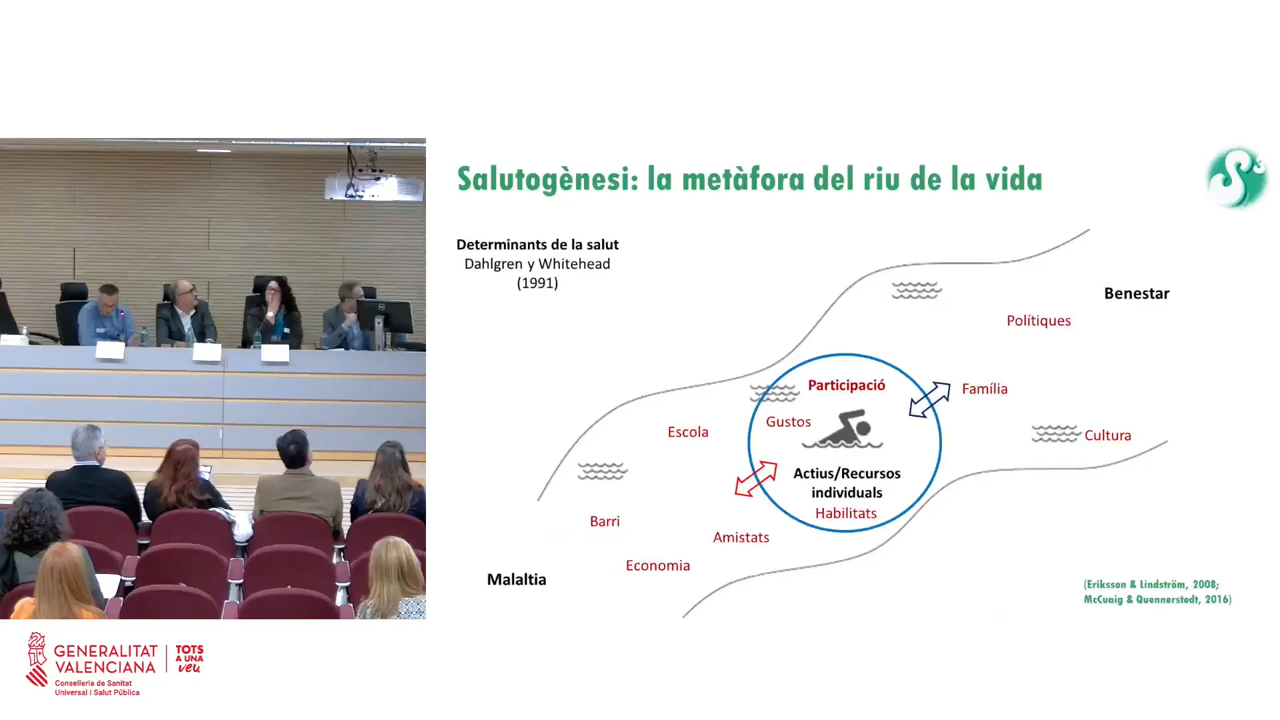 Salutogènesi: la metàfora del riu de la vida
S3
Determinants de la salut
Dahlgren y Whitehead
(1991)
Benestar
Polítiques
Participació
Família
Gustos
Escola
Cultura
Actius/Recursos
individuals
Habilitats
Barri
Amistats
Economia
Malaltia
(Eriksson & Lindström, 2008;
McCuaig & Quennerstedt, 2016)
GENERALITAT
VALENCIANA
Conselleria de Sanitat
Universal i Salut Pública
TOTS
A UNA
veu